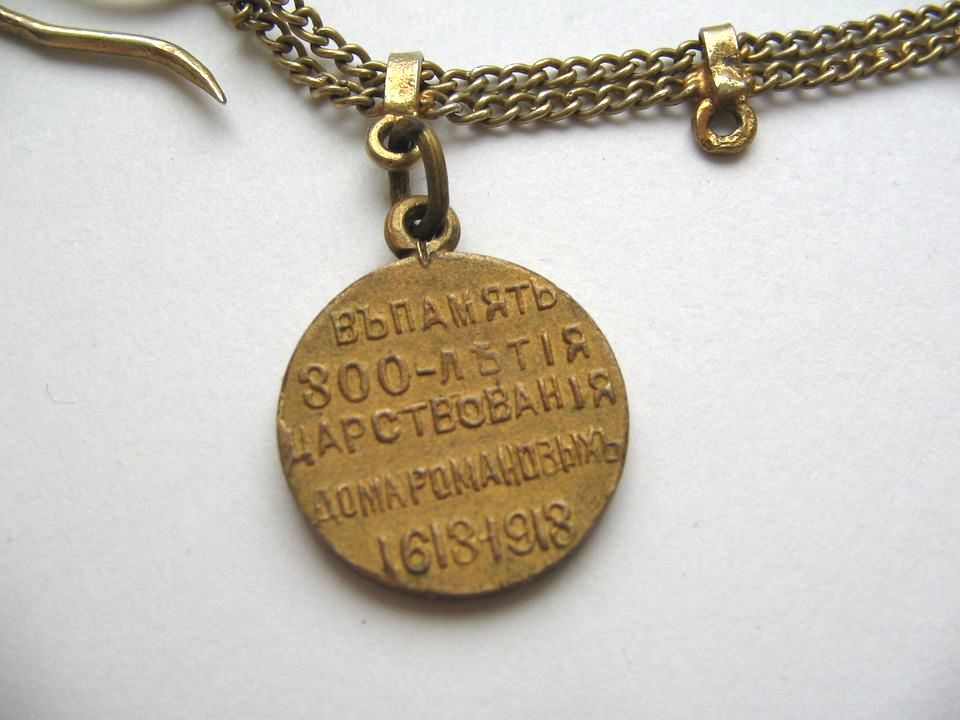 ВЪ ПАМЯТЬ
300-ЛѢТІЯ
ЦАРСТВОВАНІЯ
ДОМА РОМАНОВЫХЪ
1613-1913